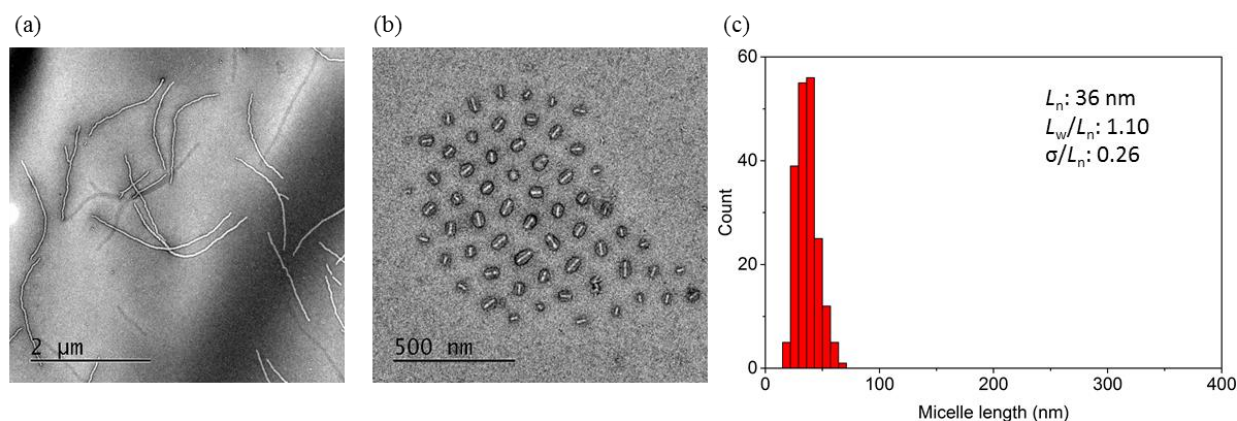 (a)
(b)
(c)
2 µm
500 nm
60
40
20
0
Count
0
100
200
300
400
Micelle length (nm)
Ln: 36 nm
Lw/Ln: 1.10
σ/Ln: 0.26